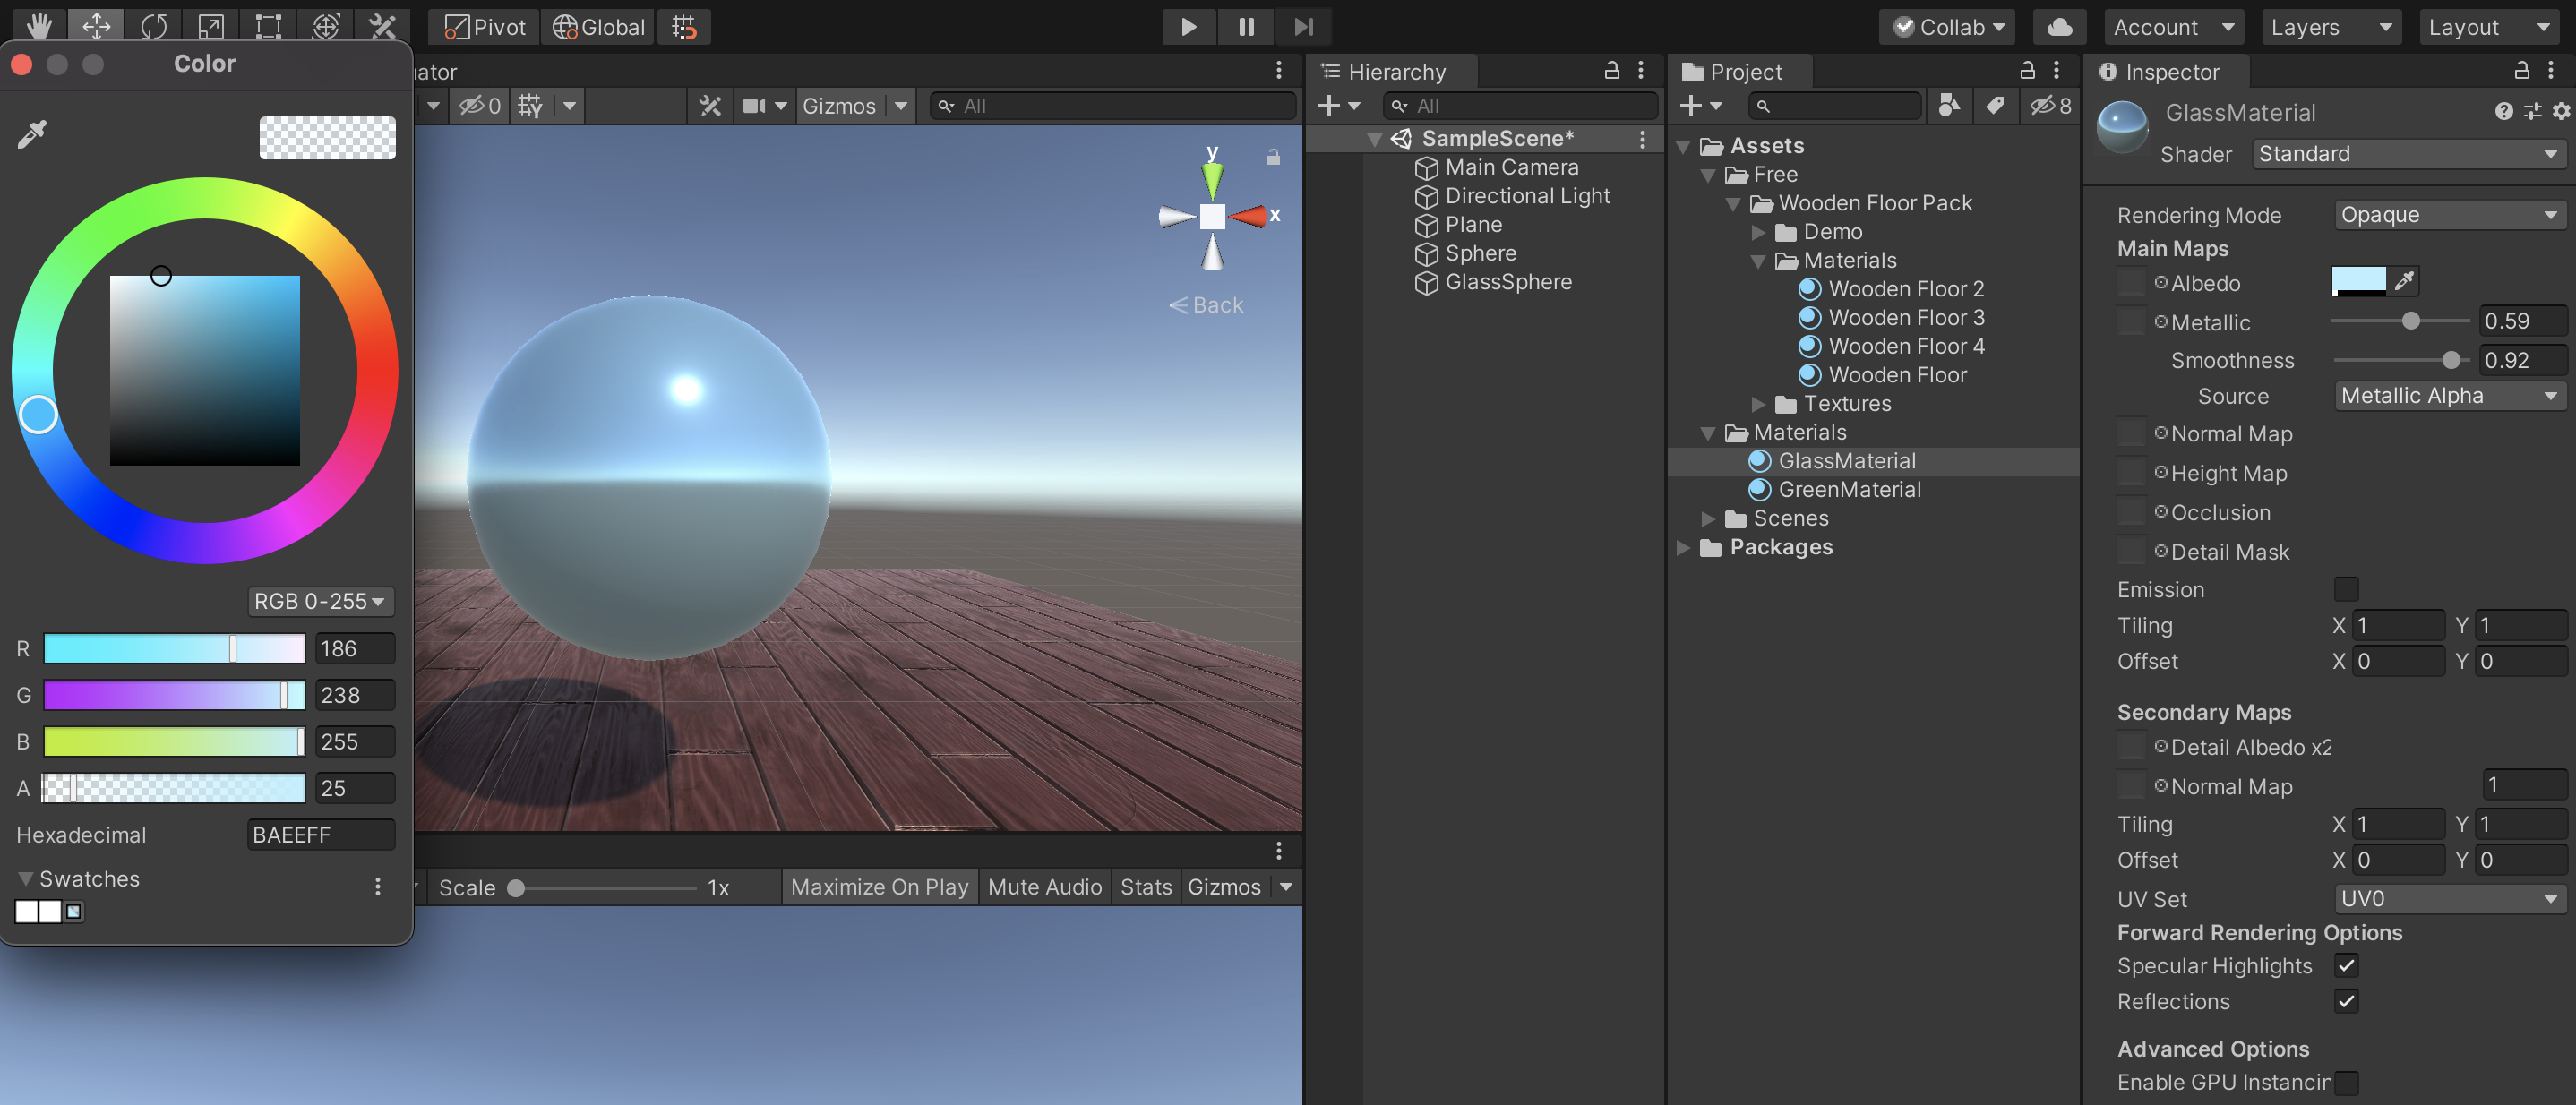 Pivot
Global
Collab
Account
Layers
Layout
Color
ator
Hierarchy
Project
Inspector
0
Gizmos
All
All
8
GlassMaterial
Shader
Standard
SampleScene*
Main Camera
Directional Light
Plane
Sphere
GlassSphere
Assets
Free
Wooden Floor Pack
Demo
Materials
Wooden Floor 2
Wooden Floor 3
Wooden Floor 4
Wooden Floor
Textures
Materials
GlassMaterial
GreenMaterial
Scenes
Packages
y
x
Back
Rendering Mode
Opaque
Main Maps
Albedo
Metallic
0.59
Smoothness
0.92
Source
Metallic Alpha
Normal Map
Height Map
Occlusion
Detail Mask
Emission
Tiling
X 1
Y 1
Offset
X 0
Y 0
Secondary Maps
Detail Albedo x2
Normal Map
1
Tiling
X 1
Y 1
Offset
X 0
Y 0
UV Set
UV0
Forward Rendering Options
Specular Highlights
Reflections
Advanced Options
Enable GPU Instancin
RGB 0-255
R
186
G
238
B
255
A
25
Hexadecimal
BAEEFF
Swatches
Scale
1x
Maximize On Play
Mute Audio
Stats
Gizmos